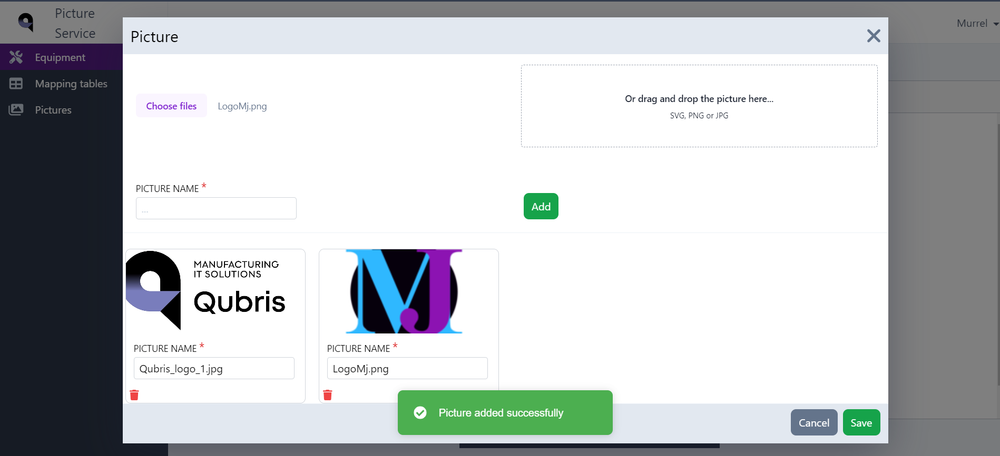 Picture
Service
Murrel
Equipment
Mapping tables
Pictures
Picture
Choose files
LogoMj.png
Or drag and drop the picture here...
SVG, PNG or JPG
PICTURE NAME *
...
Add
MANUFACTURING
IT SOLUTIONS
Qubris
MJ
PICTURE NAME *
Qubris_logo_1.jpg
PICTURE NAME *
LogoMj.png
Picture added successfully
Cancel
Save